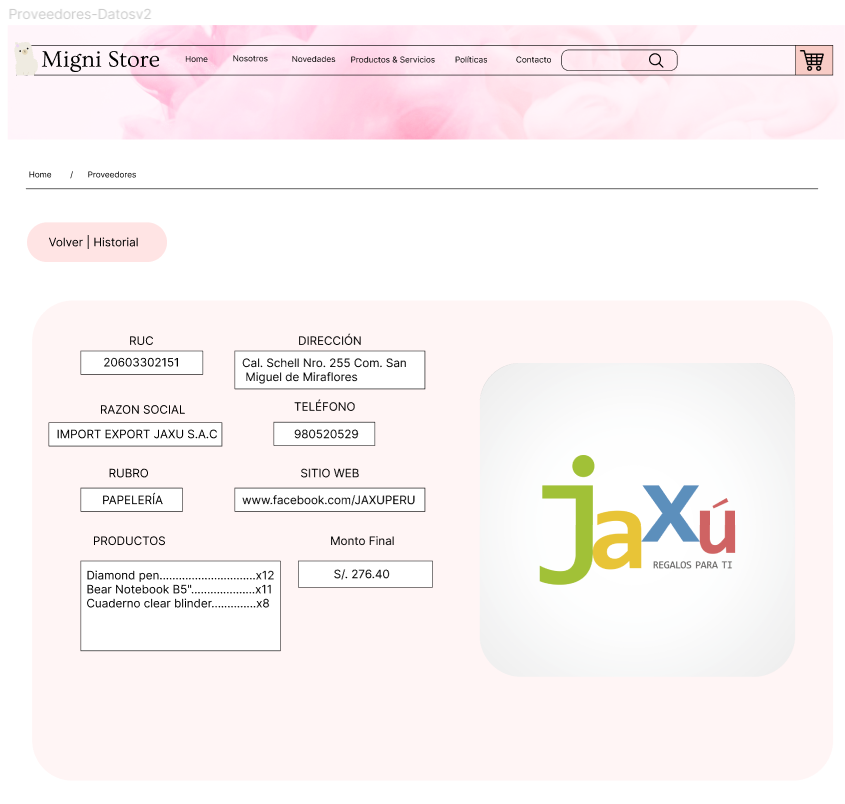 Proveedores-Datosv2
Migni Store
Home Nosotros Novedades Productos & Servicios Políticas Contacto
Home / Proveedores
Volver | Historial
RUC
20603302151
DIRECCIÓN
Cal. Schell Nro. 255 Com. San
Miguel de Miraflores
RAZON SOCIAL
IMPORT EXPORT JAXU S.A.C
TELÉFONO
980520529
RUBRO
PAPELERÍA
SITIO WEB
www.facebook.com/JAXUPERU
PRODUCTOS
Diamond pen..............................x12
Bear Notebook B5"....................x11
Cuaderno clear blinder..............x8
Monto Final
S/. 276.40
jaxú
REGALOS PARA TI